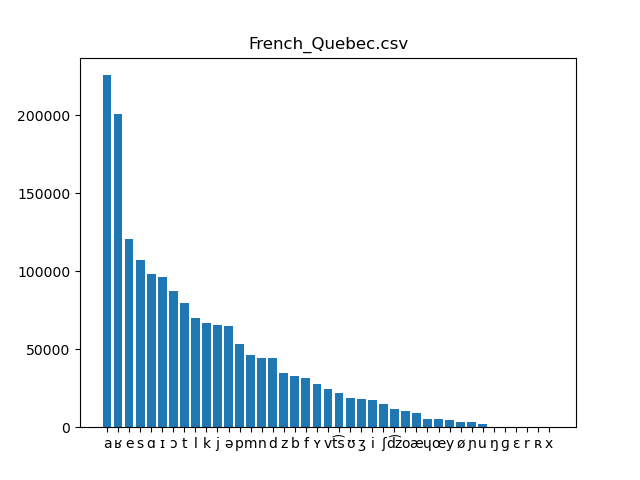 French_Quebec.csv
200000
150000
100000
50000
0
a ʁ e s ɑ ɪ ɔ t l k j ə p m n d z b f ʏ v t͡s ʊ ʒ i ʃ d͡z o æ ɥ œ y ø ɲ u ŋ ɡ ɛ r ʀ x